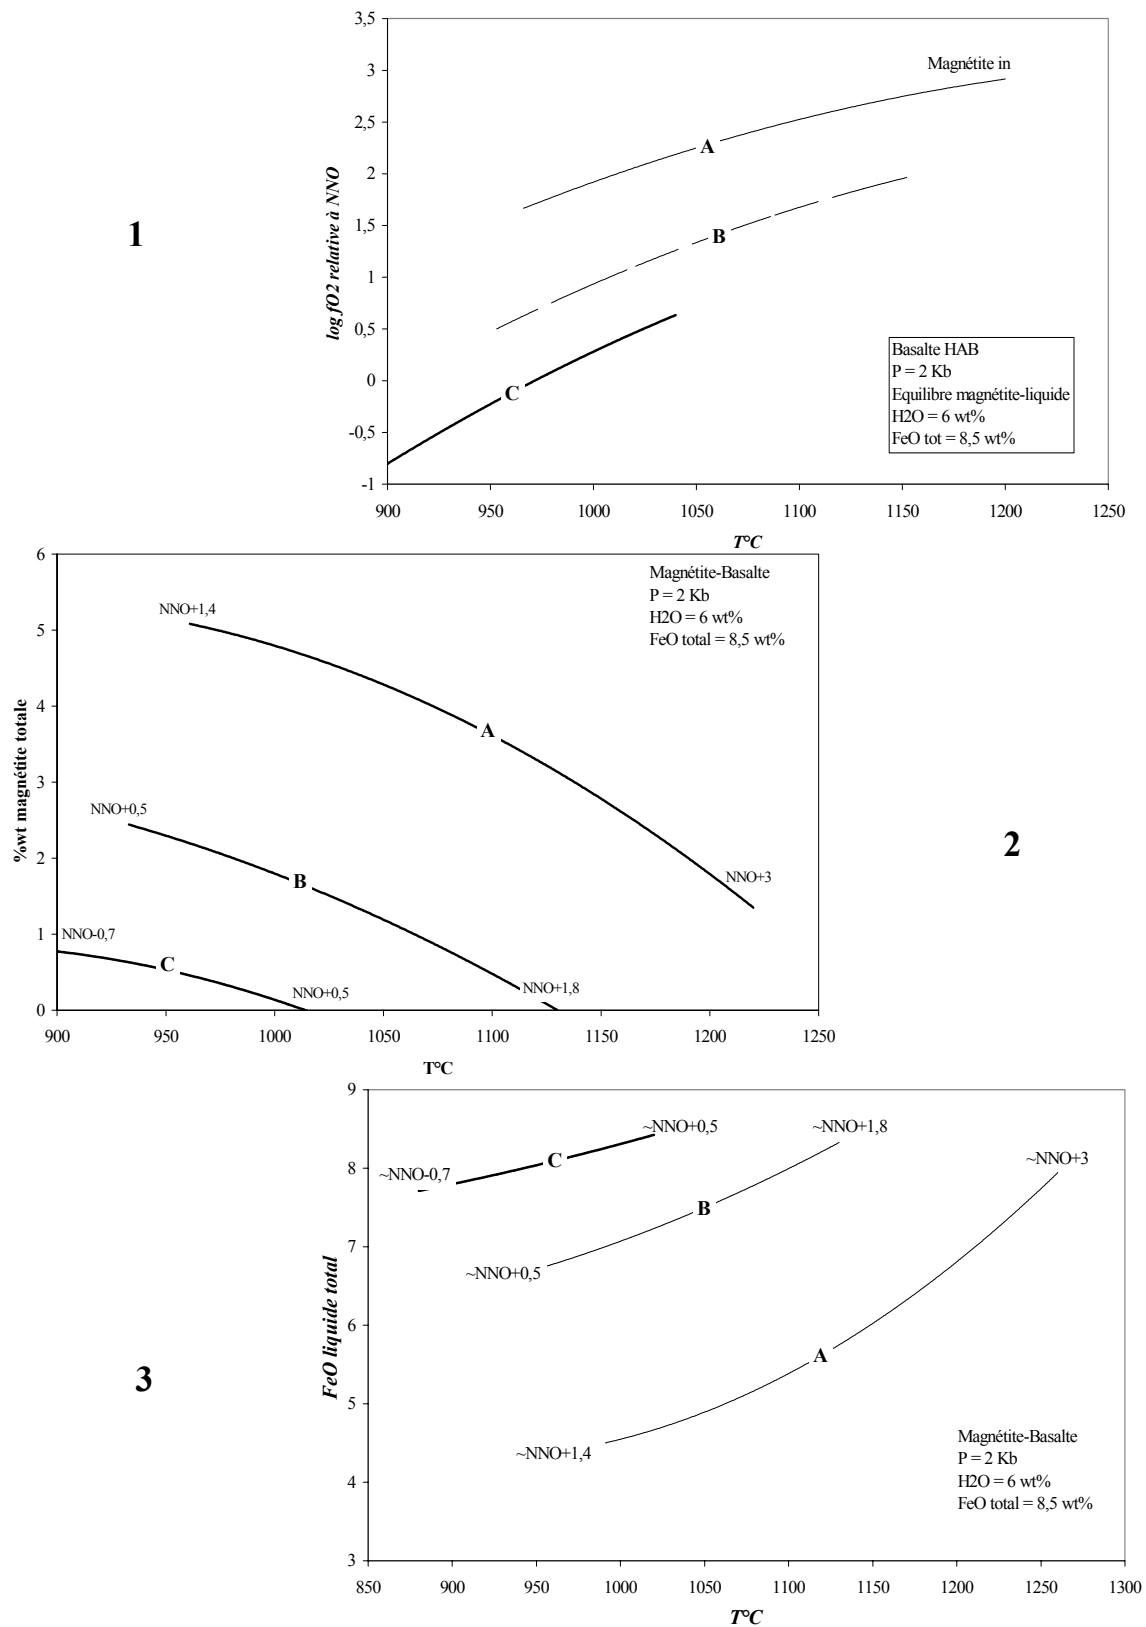 3,5
3
2,5
2
1,5
1
0,5
0
-0,5
-1
log fO2 relative à NNO
Magnétite in
A
B
C
Basalte HAB
P = 2 Kb
Equilibre magnétite-liquide
H2O = 6 wt%
FeO tot = 8,5 wt%
900 950 1000 1050 1100 1150 1200 1250
T°C
1
6
5
4
3
2
1
0
%wt magnétite totale
Magnétite-Basalte
P = 2 Kb
H2O = 6 wt%
FeO total = 8,5 wt%
NNO+1,4
A
NNO+3
NNO+0,5
B
NNO+1,8
NNO-0,7
C
NNO+0,5
900 950 1000 1050 1100 1150 1200 1250
T°C
2
9
8
7
6
5
4
3
FeO liquide total
~NNO-0,7
C
~NNO+0,5
~NNO+0,5
B
~NNO+1,8
~NNO+1,4
A
~NNO+3
Magnétite-Basalte
P = 2 Kb
H2O = 6 wt%
FeO total = 8,5 wt%
850 900 950 1000 1050 1100 1150 1200 1250 1300
T°C
3